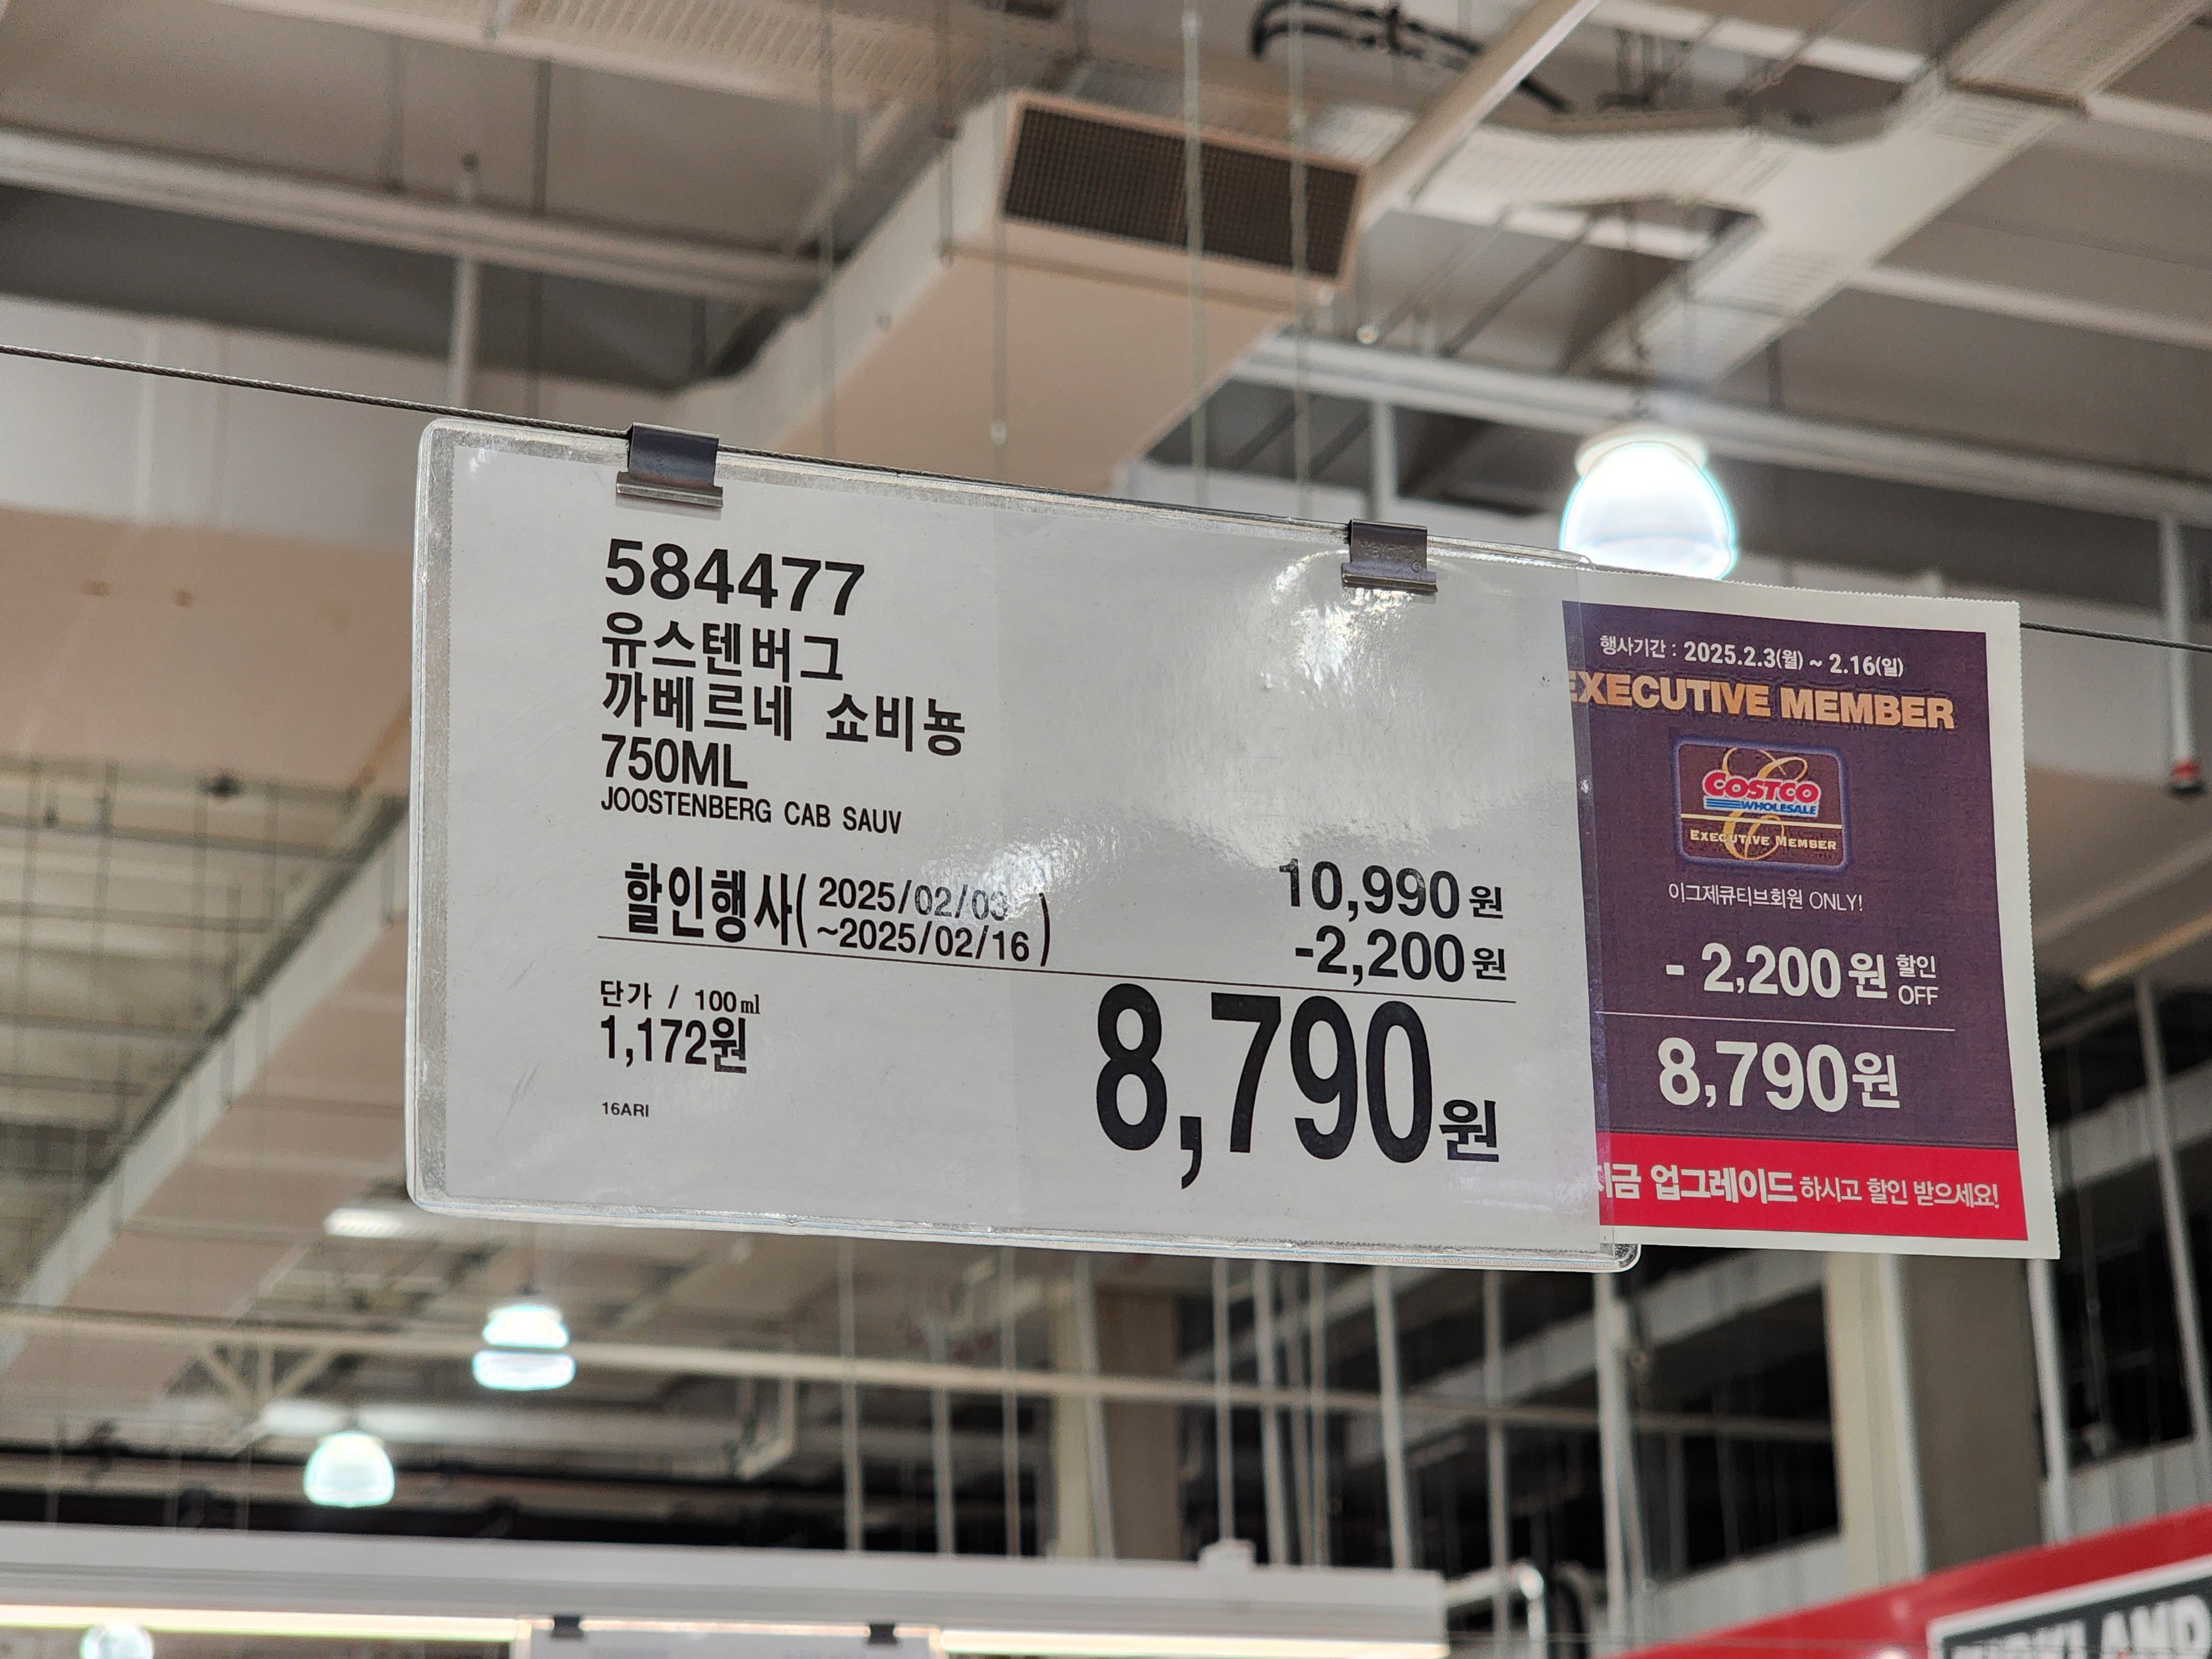 584477
유스텐버그
까베르네 쇼비뇽
750ML
JOOSTENBERG CAB SAUV
할인행사( 2025/02/03
~2025/02/16 )
10,990원
-2,200원
단가 / 100ml
1,172원
8,790원
16ARI
행사기간 : 2025.2.3(월) ~ 2.16(일)
EXECUTIVE MEMBER
COSTCO
WHOLESALE
EXECUTIVE MEMBER
이그제큐티브회원 ONLY!
- 2,200원 할인
OFF
8,790원
지금 업그레이드 하시고 할인 받으세요!
KIRKLAND